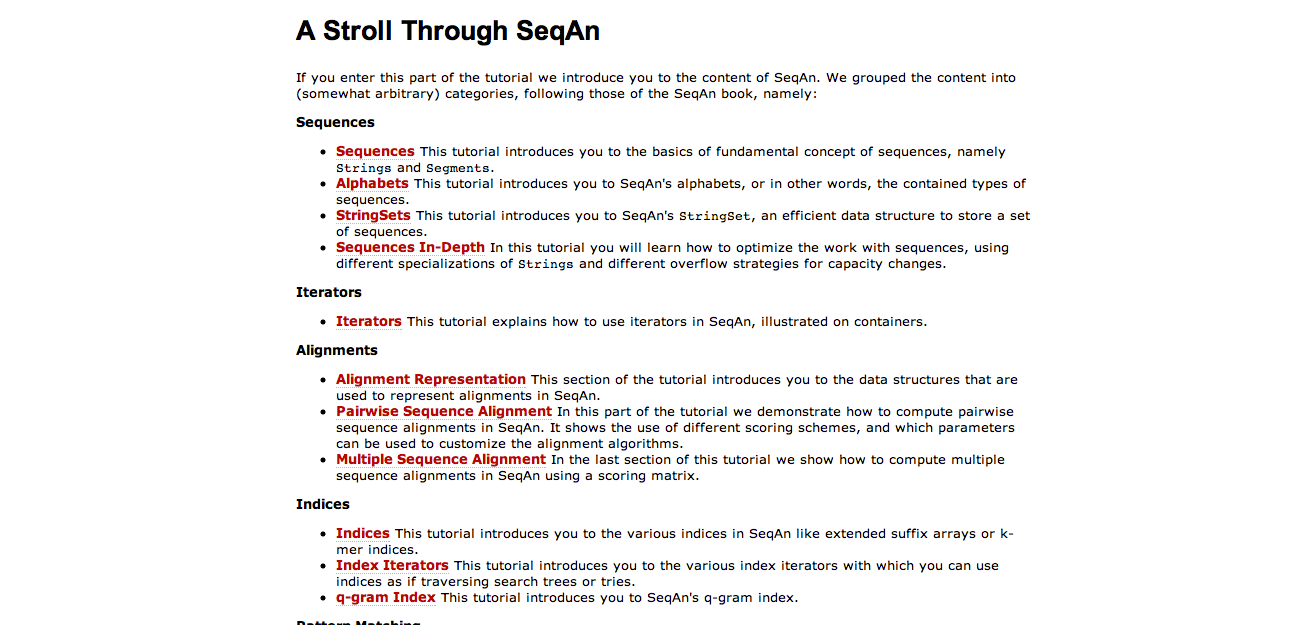 A Stroll Through SeqAn
If you enter this part of the tutorial we introduce you to the content of SeqAn. We grouped the content into
(somewhat arbitrary) categories, following those of the SeqAn book, namely:
Sequences
• Sequences This tutorial introduces you to the basics of fundamental concept of sequences, namely
Strings and Segments.
• Alphabets This tutorial introduces you to SeqAn's alphabets, or in other words, the contained types of
sequences.
• StringSets This tutorial introduces you to SeqAn's StringSet, an efficient data structure to store a set
of sequences.
• Sequences In-Depth In this tutorial you will learn how to optimize the work with sequences, using
different specializations of Strings and different overflow strategies for capacity changes.
Iterators
• Iterators This tutorial explains how to use iterators in SeqAn, illustrated on containers.
Alignments
• Alignment Representation This section of the tutorial introduces you to the data structures that are
used to represent alignments in SeqAn.
• Pairwise Sequence Alignment In this part of the tutorial we demonstrate how to compute pairwise
sequence alignments in SeqAn. It shows the use of different scoring schemes, and which parameters
can be used to customize the alignment algorithms.
• Multiple Sequence Alignment In the last section of this tutorial we show how to compute multiple
sequence alignments in SeqAn using a scoring matrix.
Indices
• Indices This tutorial introduces you to the various indices in SeqAn like extended suffix arrays or k-
mer indices.
• Index Iterators This tutorial introduces you to the various index iterators with which you can use
indices as if traversing search trees or tries.
• q-gram Index This tutorial introduces you to SeqAn's q-gram index.
Pattern Matching